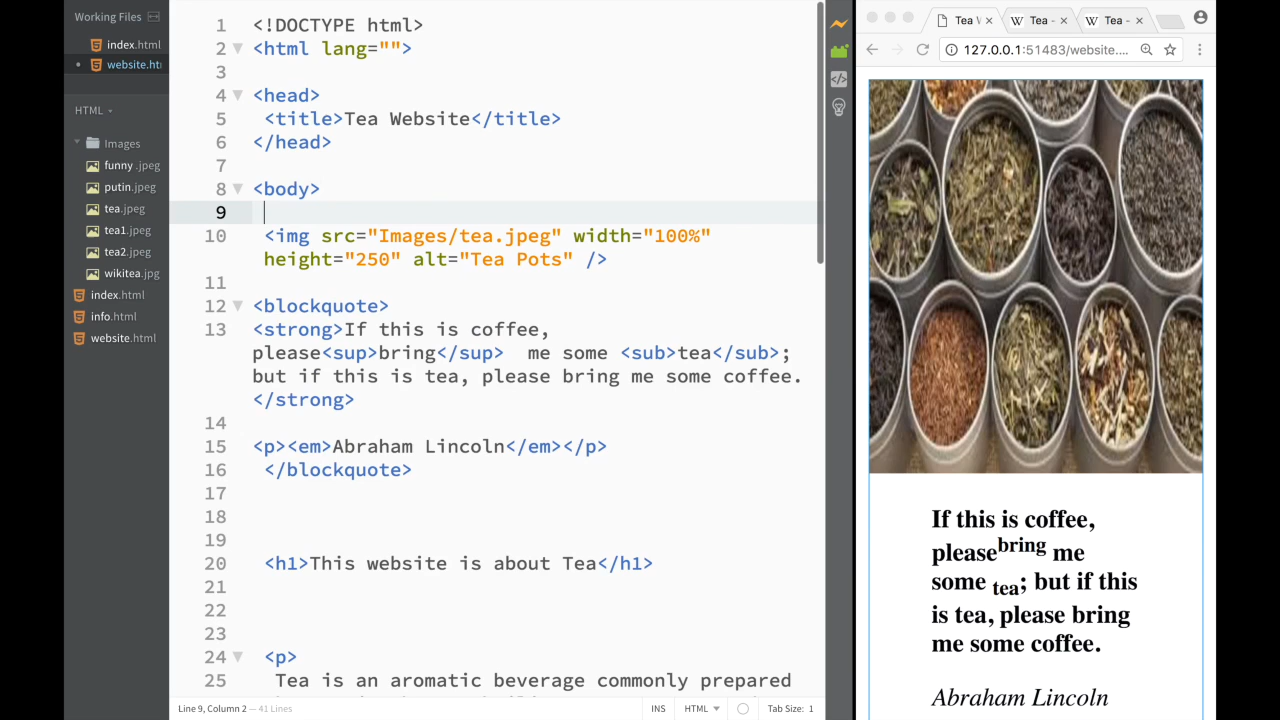 Working Files
index.html
website.ht
HTML
Images
funny .jpeg
putin.jpeg
tea.jpeg
tea1.jpeg
tea2.jpeg
wikitea.jpg
index.html
info.html
website.html
1 <!DOCTYPE html>
2 <html lang="">
3
4 <head>
5 <title>Tea Website</title>
6 </head>
7
8 <body>
9
10 <img src="Images/tea.jpeg" width="100%"
height="250" alt="Tea Pots" />
11
12 <blockquote>
13 <strong>If this is coffee,
please<sup>bring</sup>  me some <sub>tea</sub>;
but if this is tea, please bring me some coffee.
</strong>
14
15 <p><em>Abraham Lincoln</em></p>
16 </blockquote>
17
18
19
20 <h1>This website is about Tea</h1>
21
22
23
24 <p>
25 Tea is an aromatic beverage commonly prepared
Line 9, Column 2 — 41 Lines
INS
HTML
Tab Size: 1
Tea
W Tea -
W Tea -
127.0.0.1:51483/website....
If this is coffee,
pleasebring me
some tea; but if this
is tea, please bring
me some coffee.
Abraham Lincoln